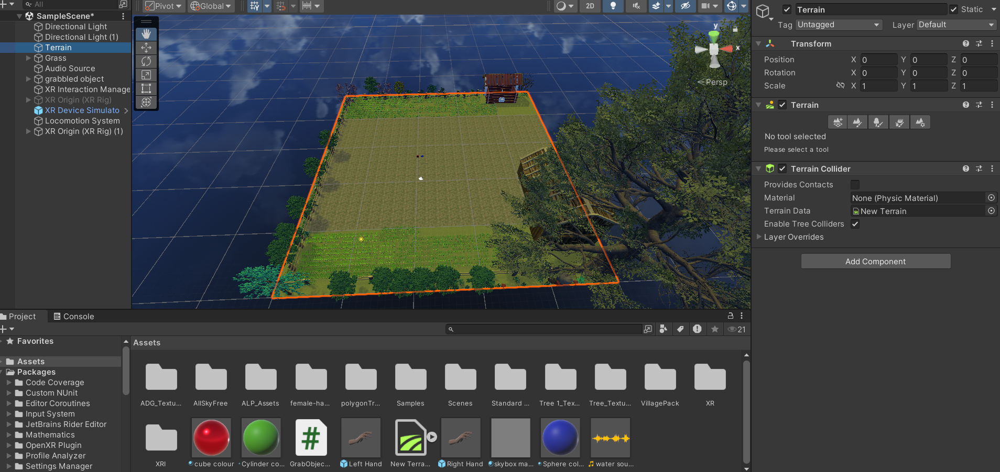 All
Pivot
Global
2D
SampleScene*
Directional Light
Directional Light (1)
Terrain
Grass
Audio Source
grabbled object
XR Interaction Manage
XR Origin (XR Rig)
XR Device Simulato
Locomotion System
XR Origin (XR Rig) (1)
y
x
Persp
Terrain
Static
Tag Untagged
Layer Default
Transform
Position X 0 Y 0 Z 0
Rotation X 0 Y 0 Z 0
Scale X 1 Y 1 Z 1
Terrain
No tool selected
Please select a tool
Terrain Collider
Provides Contacts
Material None (Physic Material)
Terrain Data New Terrain
Enable Tree Colliders
Layer Overrides
Add Component
Project
Console
21
Favorites
Assets
Packages
Code Coverage
Custom NUnit
Editor Coroutines
Input System
JetBrains Rider Editor
Mathematics
OpenXR Plugin
Profile Analyzer
Settings Manager
Assets
ADG_Textu... AllSkyFree ALP_Assets female-ha... polygonTr... Samples Scenes Standard ... Tree 1_Tex... Tree_Textu... VillagePack XR
XRI cube colour Cylinder co... GrabObjec... Left Hand New Terra... Right Hand skybox ma... Sphere col... water sou...